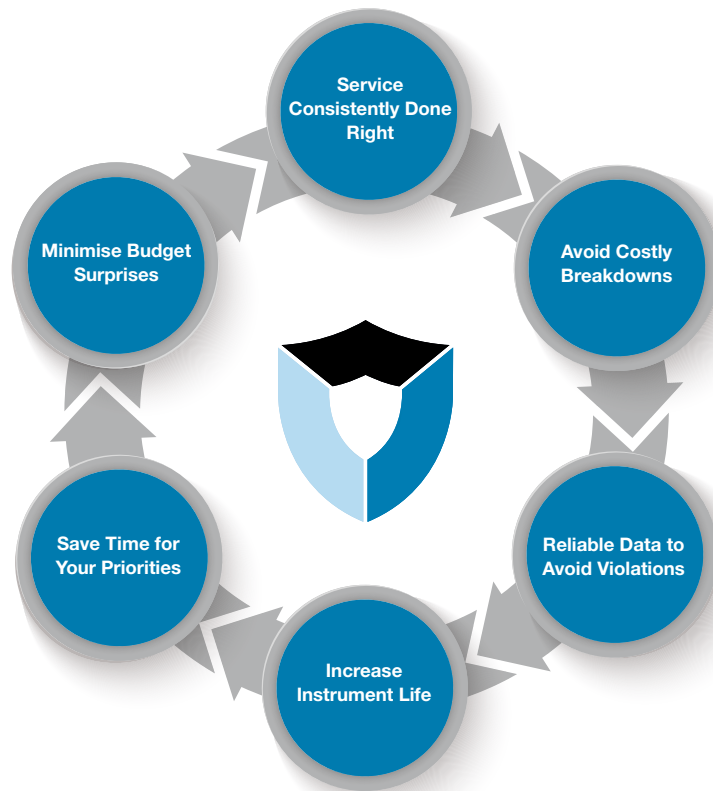 Service
Consistently Done
Right
Avoid Costly
Breakdowns
Reliable Data to
Avoid Violations
Increase
Instrument Life
Save Time for
Your Priorities
Minimise Budget
Surprises